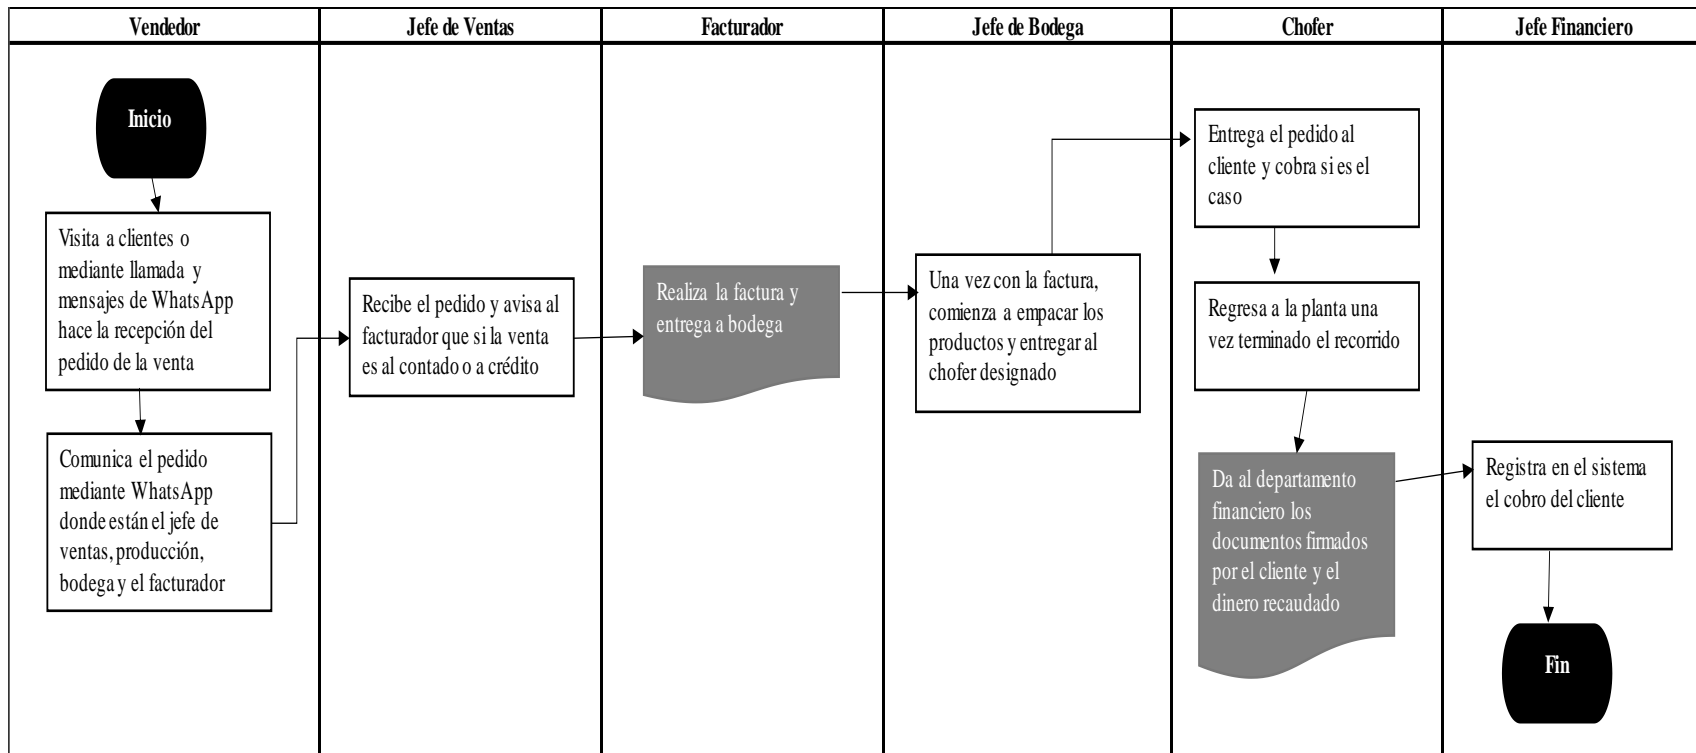 Vendedor
Jefe de Ventas
Facturador
Jefe de Bodega
Chofer
Jefe Financiero
Inicio
Visita a clientes o
mediante llamada y
mensajes de WhatsApp
hace la recepción del
pedido de la venta
Comunica el pedido
mediante WhatsApp
donde están el jefe de
ventas, producción,
bodega y el facturador
Recibe el pedido y avisa al
facturador que si la venta
es al contado o a crédito
Realiza la factura y
entrega a bodega
Una vez con la factura,
comienza a empacar los
productos y entregar al
chofer designado
Entrega el pedido al
cliente y cobra si es el
caso
Regresa a la planta una
vez terminado el recorrido
Da al departamento
financiero los
documentos firmados
por el cliente y el
dinero recaudado
Registra en el sistema
el cobro del cliente
Fin